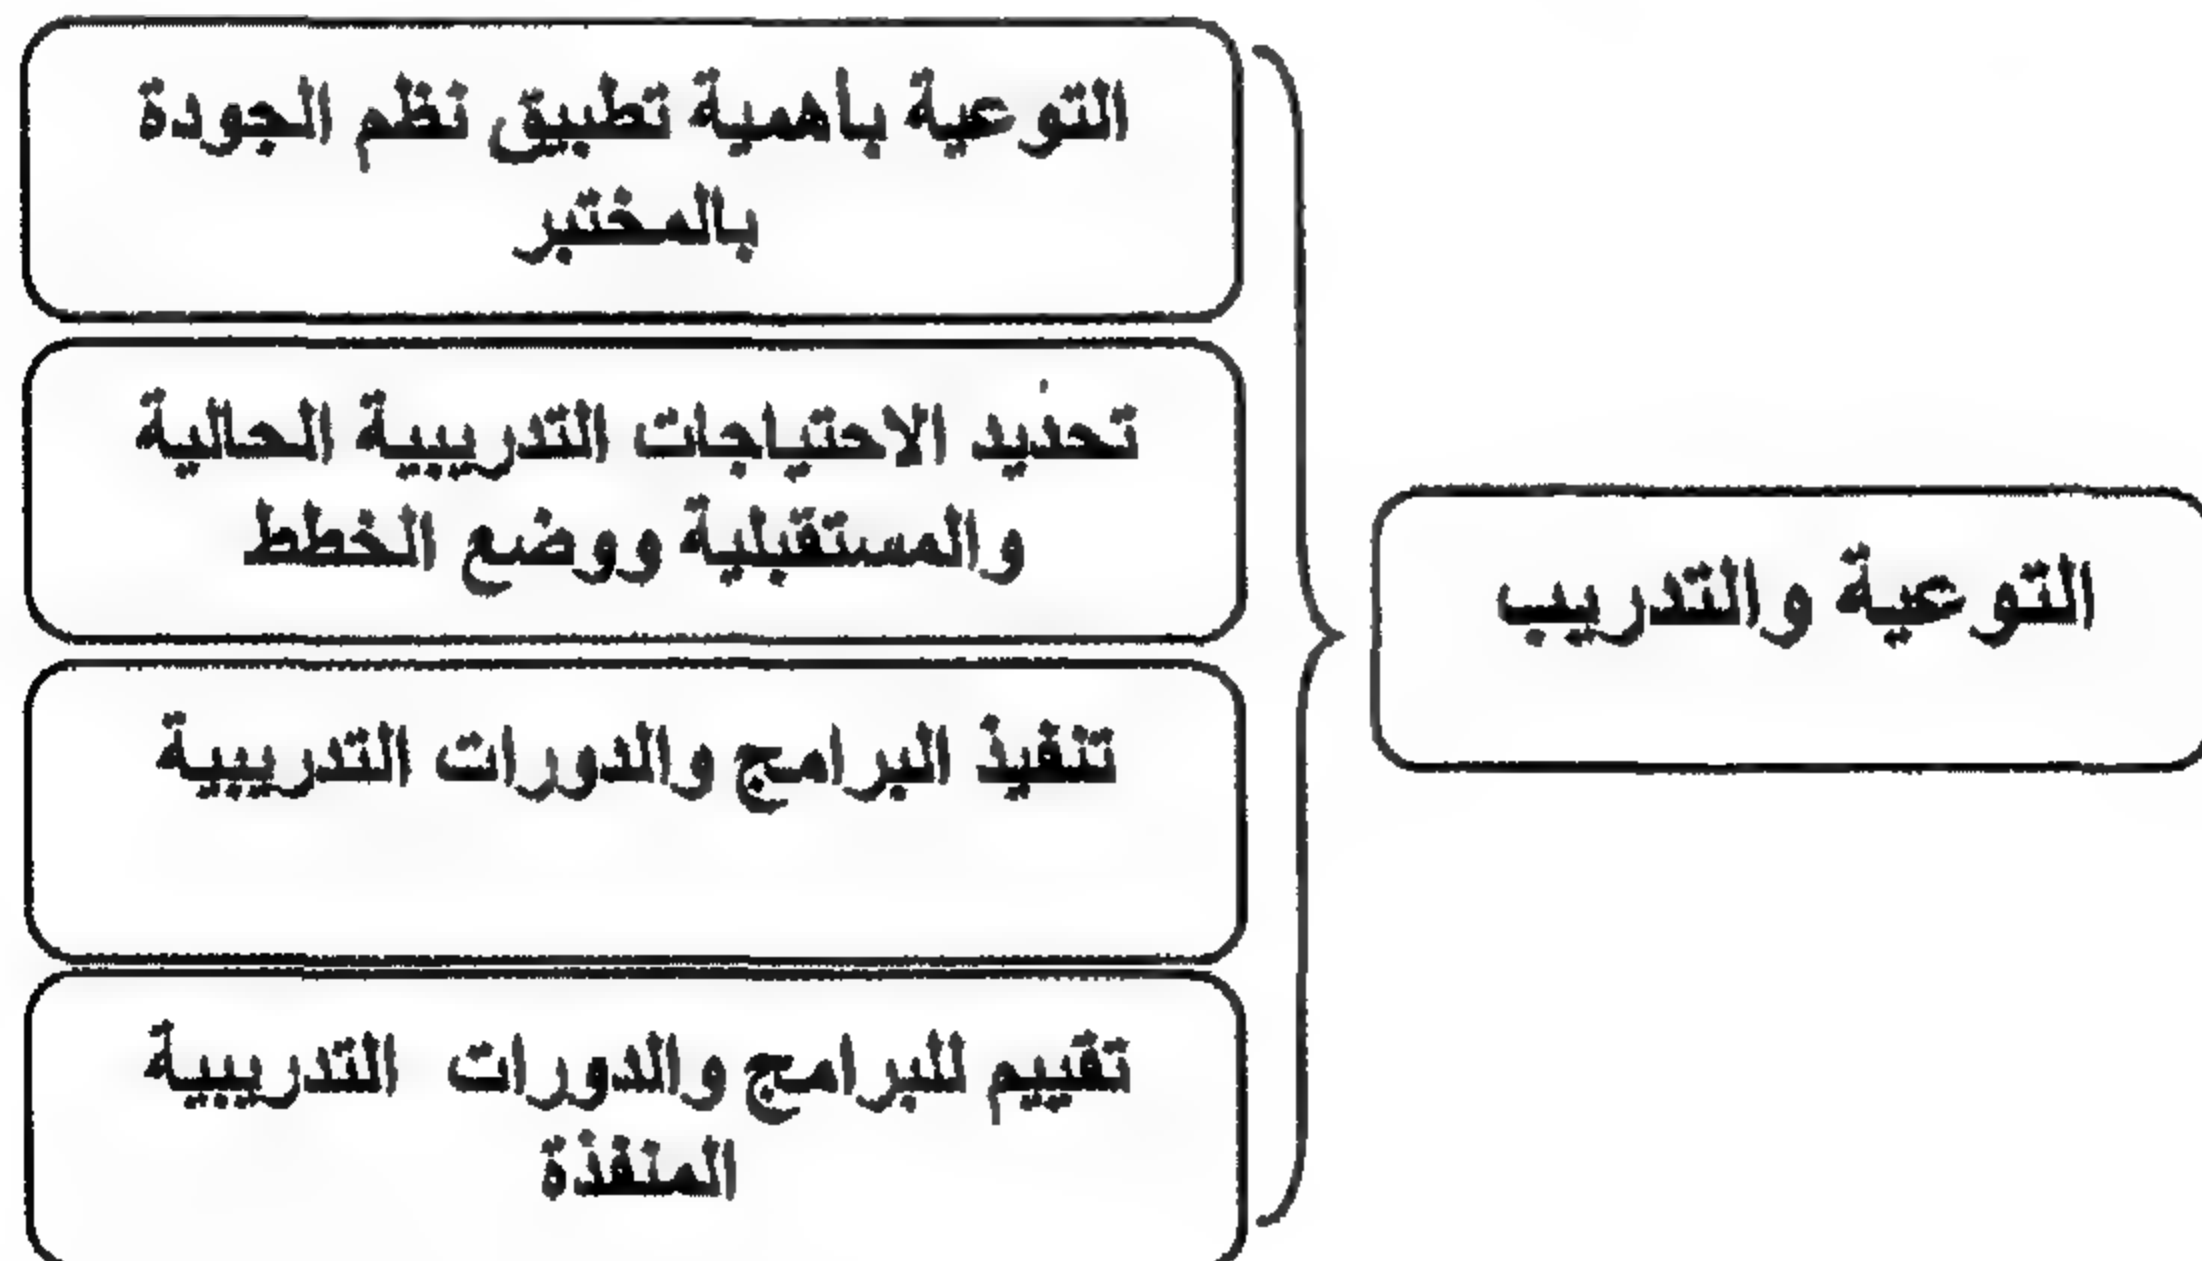 التوعية والتدريب
التوعية بأهمية تطبيق نظم الجودة
بالمختبر
تحديد الاحتياجات التدريبية الحالية
والمستقبلية ووضع الخطط
تنفيذ البرامج والدورات التدريبية
تقييم للبرامج والدورات التدريبية
المنفذة